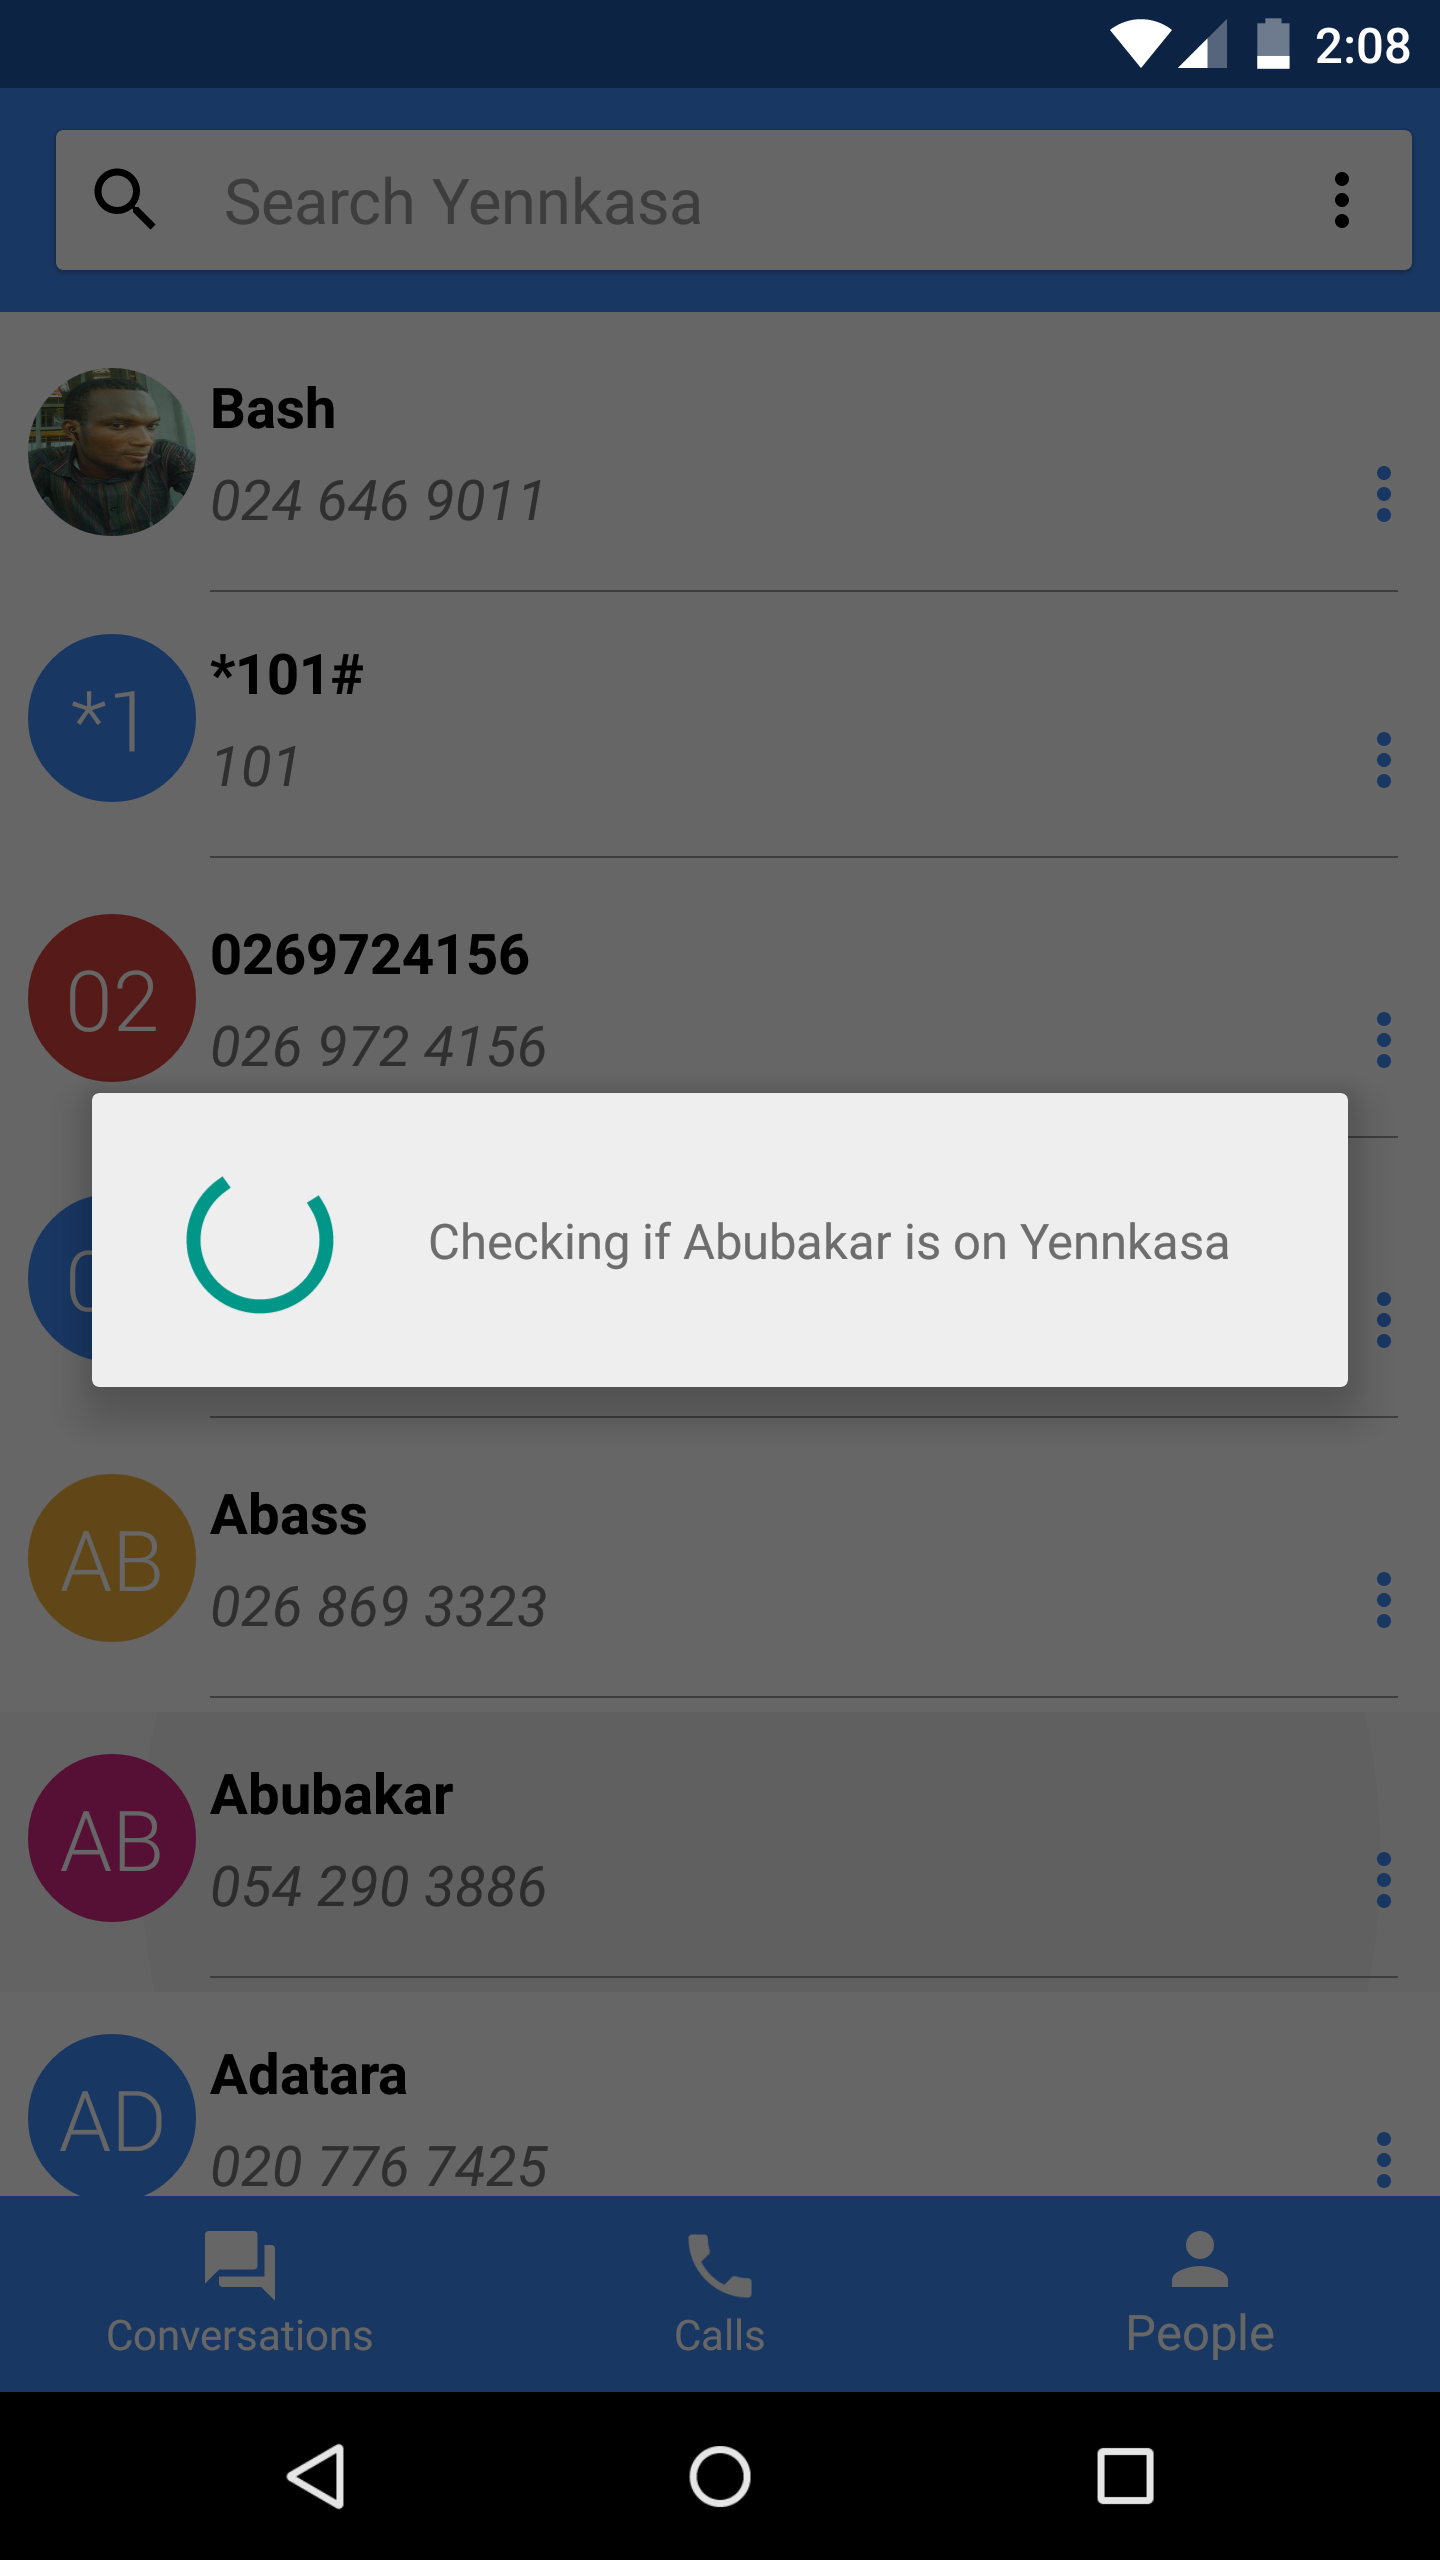 2:08
Search Yennkasa
Bash
024 646 9011
*1
*101#
101
02
0269724156
026 972 4156
Checking if Abubakar is on Yennkasa
AB
Abass
026 869 3323
AB
Abubakar
054 290 3886
AD
Adatara
020 776 7425
Conversations
Calls
People